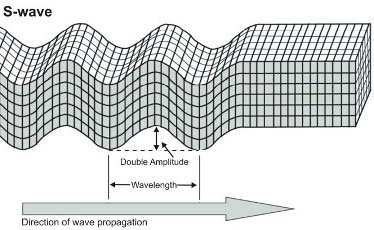 S-wave
Double Amplitude
Wavelength
Direction of wave propagation